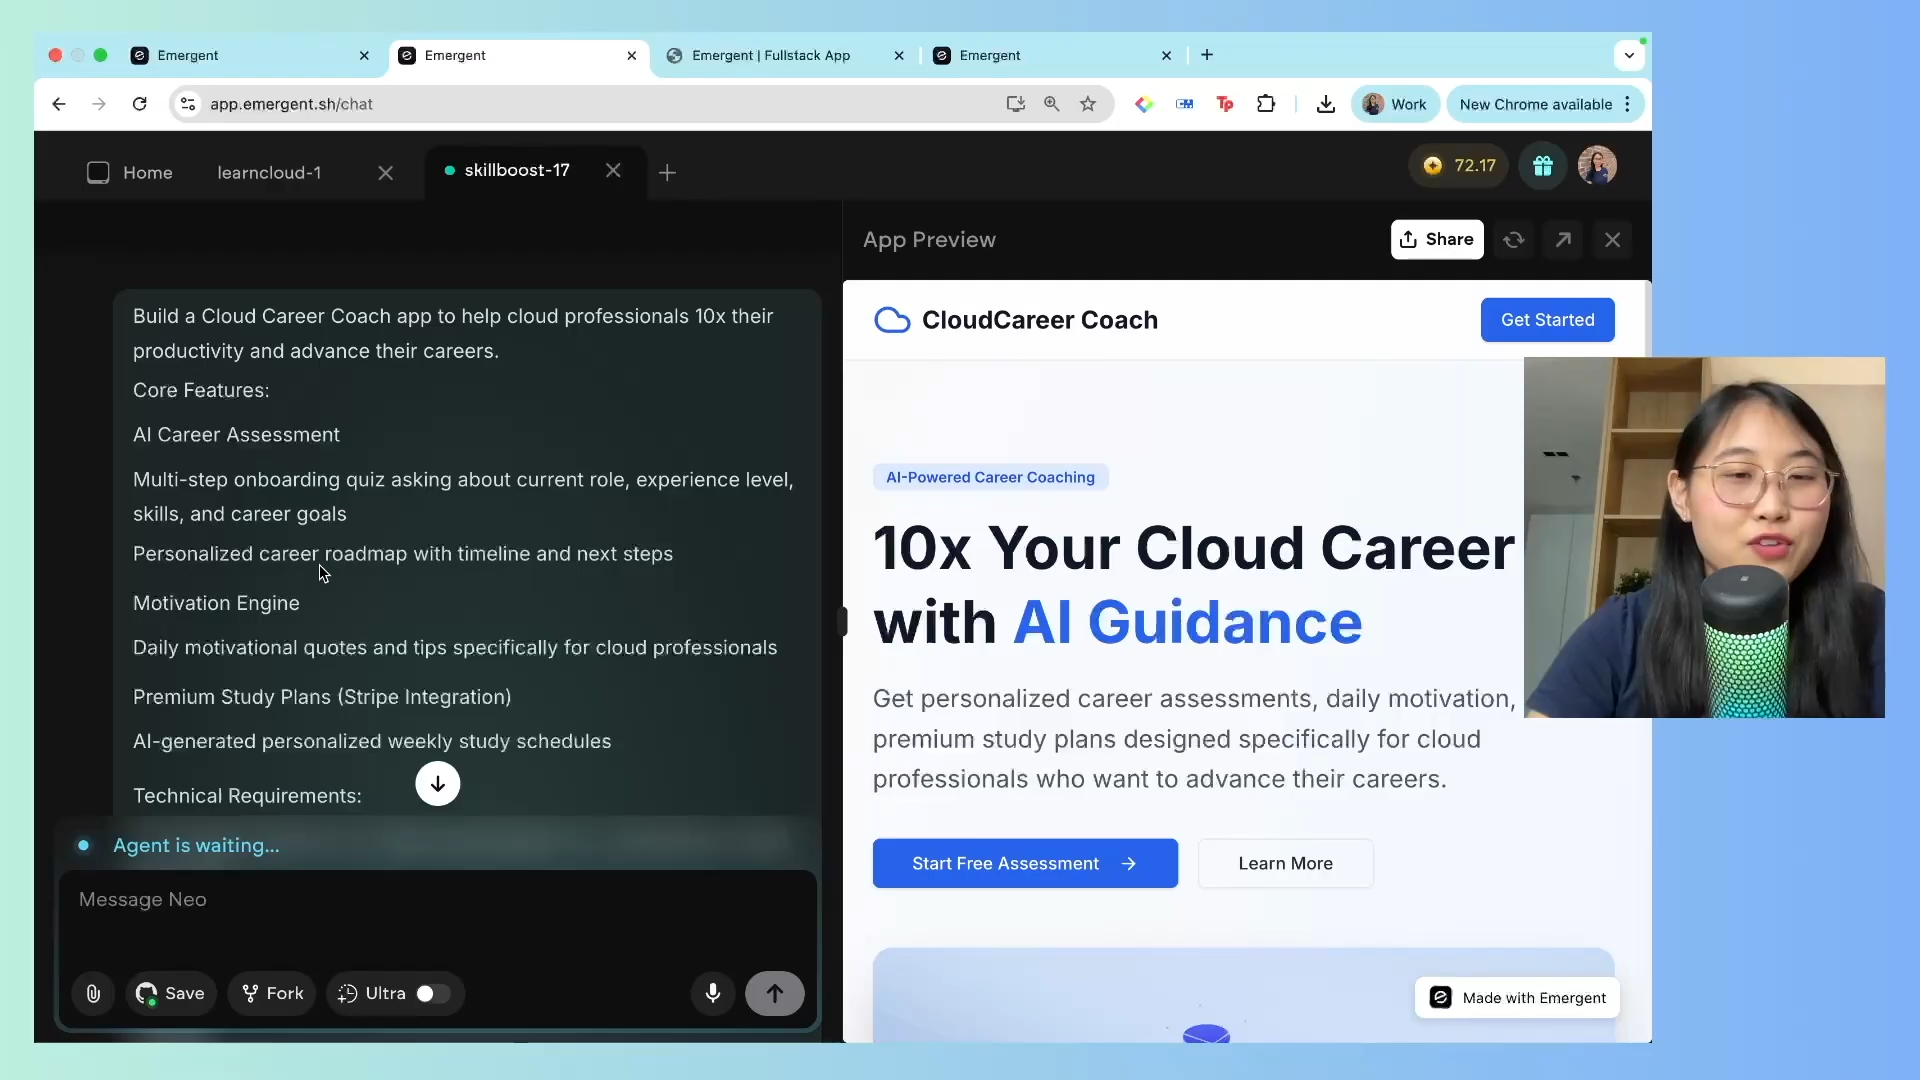 Emergent
Emergent
Emergent | Fullstack App
Emergent
app.emergent.sh/chat
Tp
Work
New Chrome available
Home
learncloud-1
skillboost-17
72.17
App Preview
Share
Build a Cloud Career Coach app to help cloud professionals 10x their
productivity and advance their careers.
Core Features:
AI Career Assessment
Multi-step onboarding quiz asking about current role, experience level,
skills, and career goals
Personalized career roadmap with timeline and next steps
Motivation Engine
Daily motivational quotes and tips specifically for cloud professionals
Premium Study Plans (Stripe Integration)
AI-generated personalized weekly study schedules
Technical Requirements:
Agent is waiting...
Message Neo
Save
Fork
Ultra
CloudCareer Coach
Get Started
AI-Powered Career Coaching
10x Your Cloud Career
with AI Guidance
Get personalized career assessments, daily motivation,
premium study plans designed specifically for cloud
professionals who want to advance their careers.
Start Free Assessment
Learn More
Made with Emergent